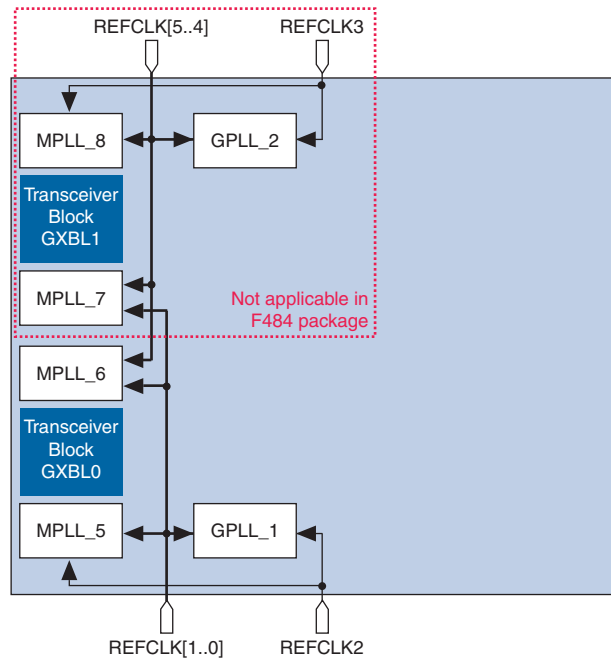 REFCLK[5..4]
REFCLK3
MPLL_8
GPLL_2
Transceiver
Block
GXBL1
MPLL_7
Not applicable in
F484 package
MPLL_6
Transceiver
Block
GXBL0
MPLL_5
GPLL_1
REFCLK[1..0]
REFCLK2